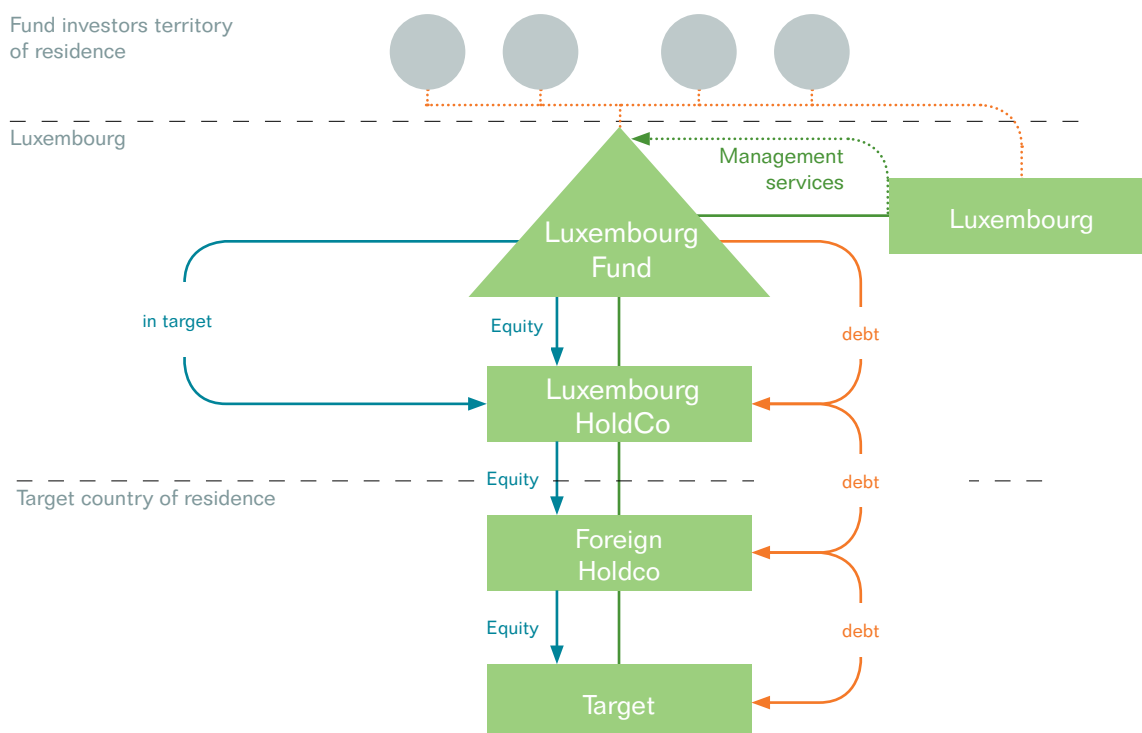 Fund investors territory
of residence
Luxembourg
Management
services
Luxembourg
Luxembourg
Fund
in target
Equity
debt
Luxembourg
HoldCo
Equity
debt
Target country of residence
Foreign
Holdco
Equity
debt
Target